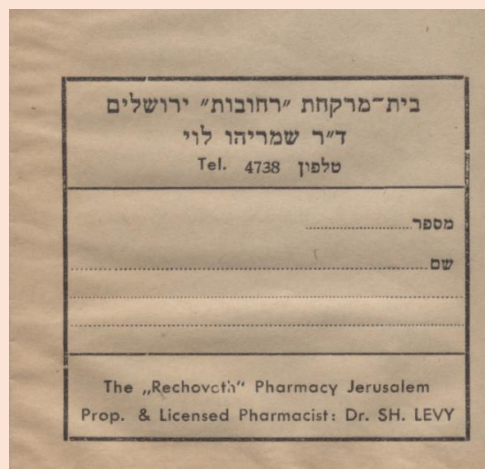 בית-מרקחת "רחובות" ירושלים
ד"ר שמריהו לוי
טלפון 4738 Tel.
מספר
שם
The „Rechovoth" Pharmacy Jerusalem
Prop. & Licensed Pharmacist: Dr. SH. LEVY